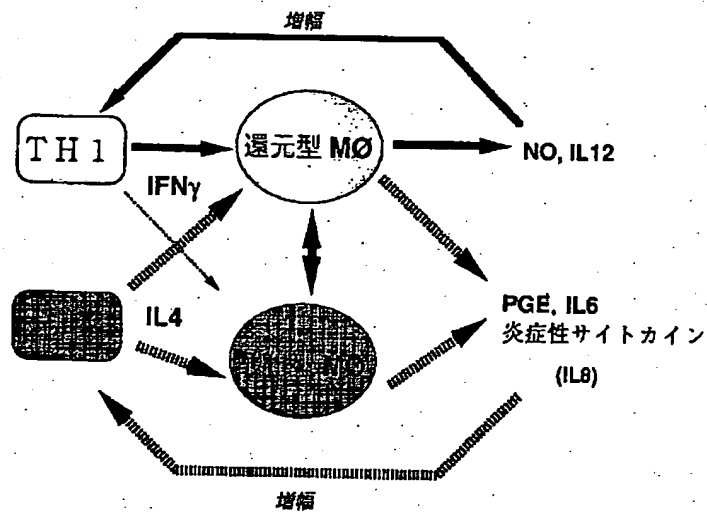 増幅
TH1
還元型 MØ
NO, IL12
IFNγ
IL4
PGE, IL6
炎症性サイトカイン
(IL8)
増幅